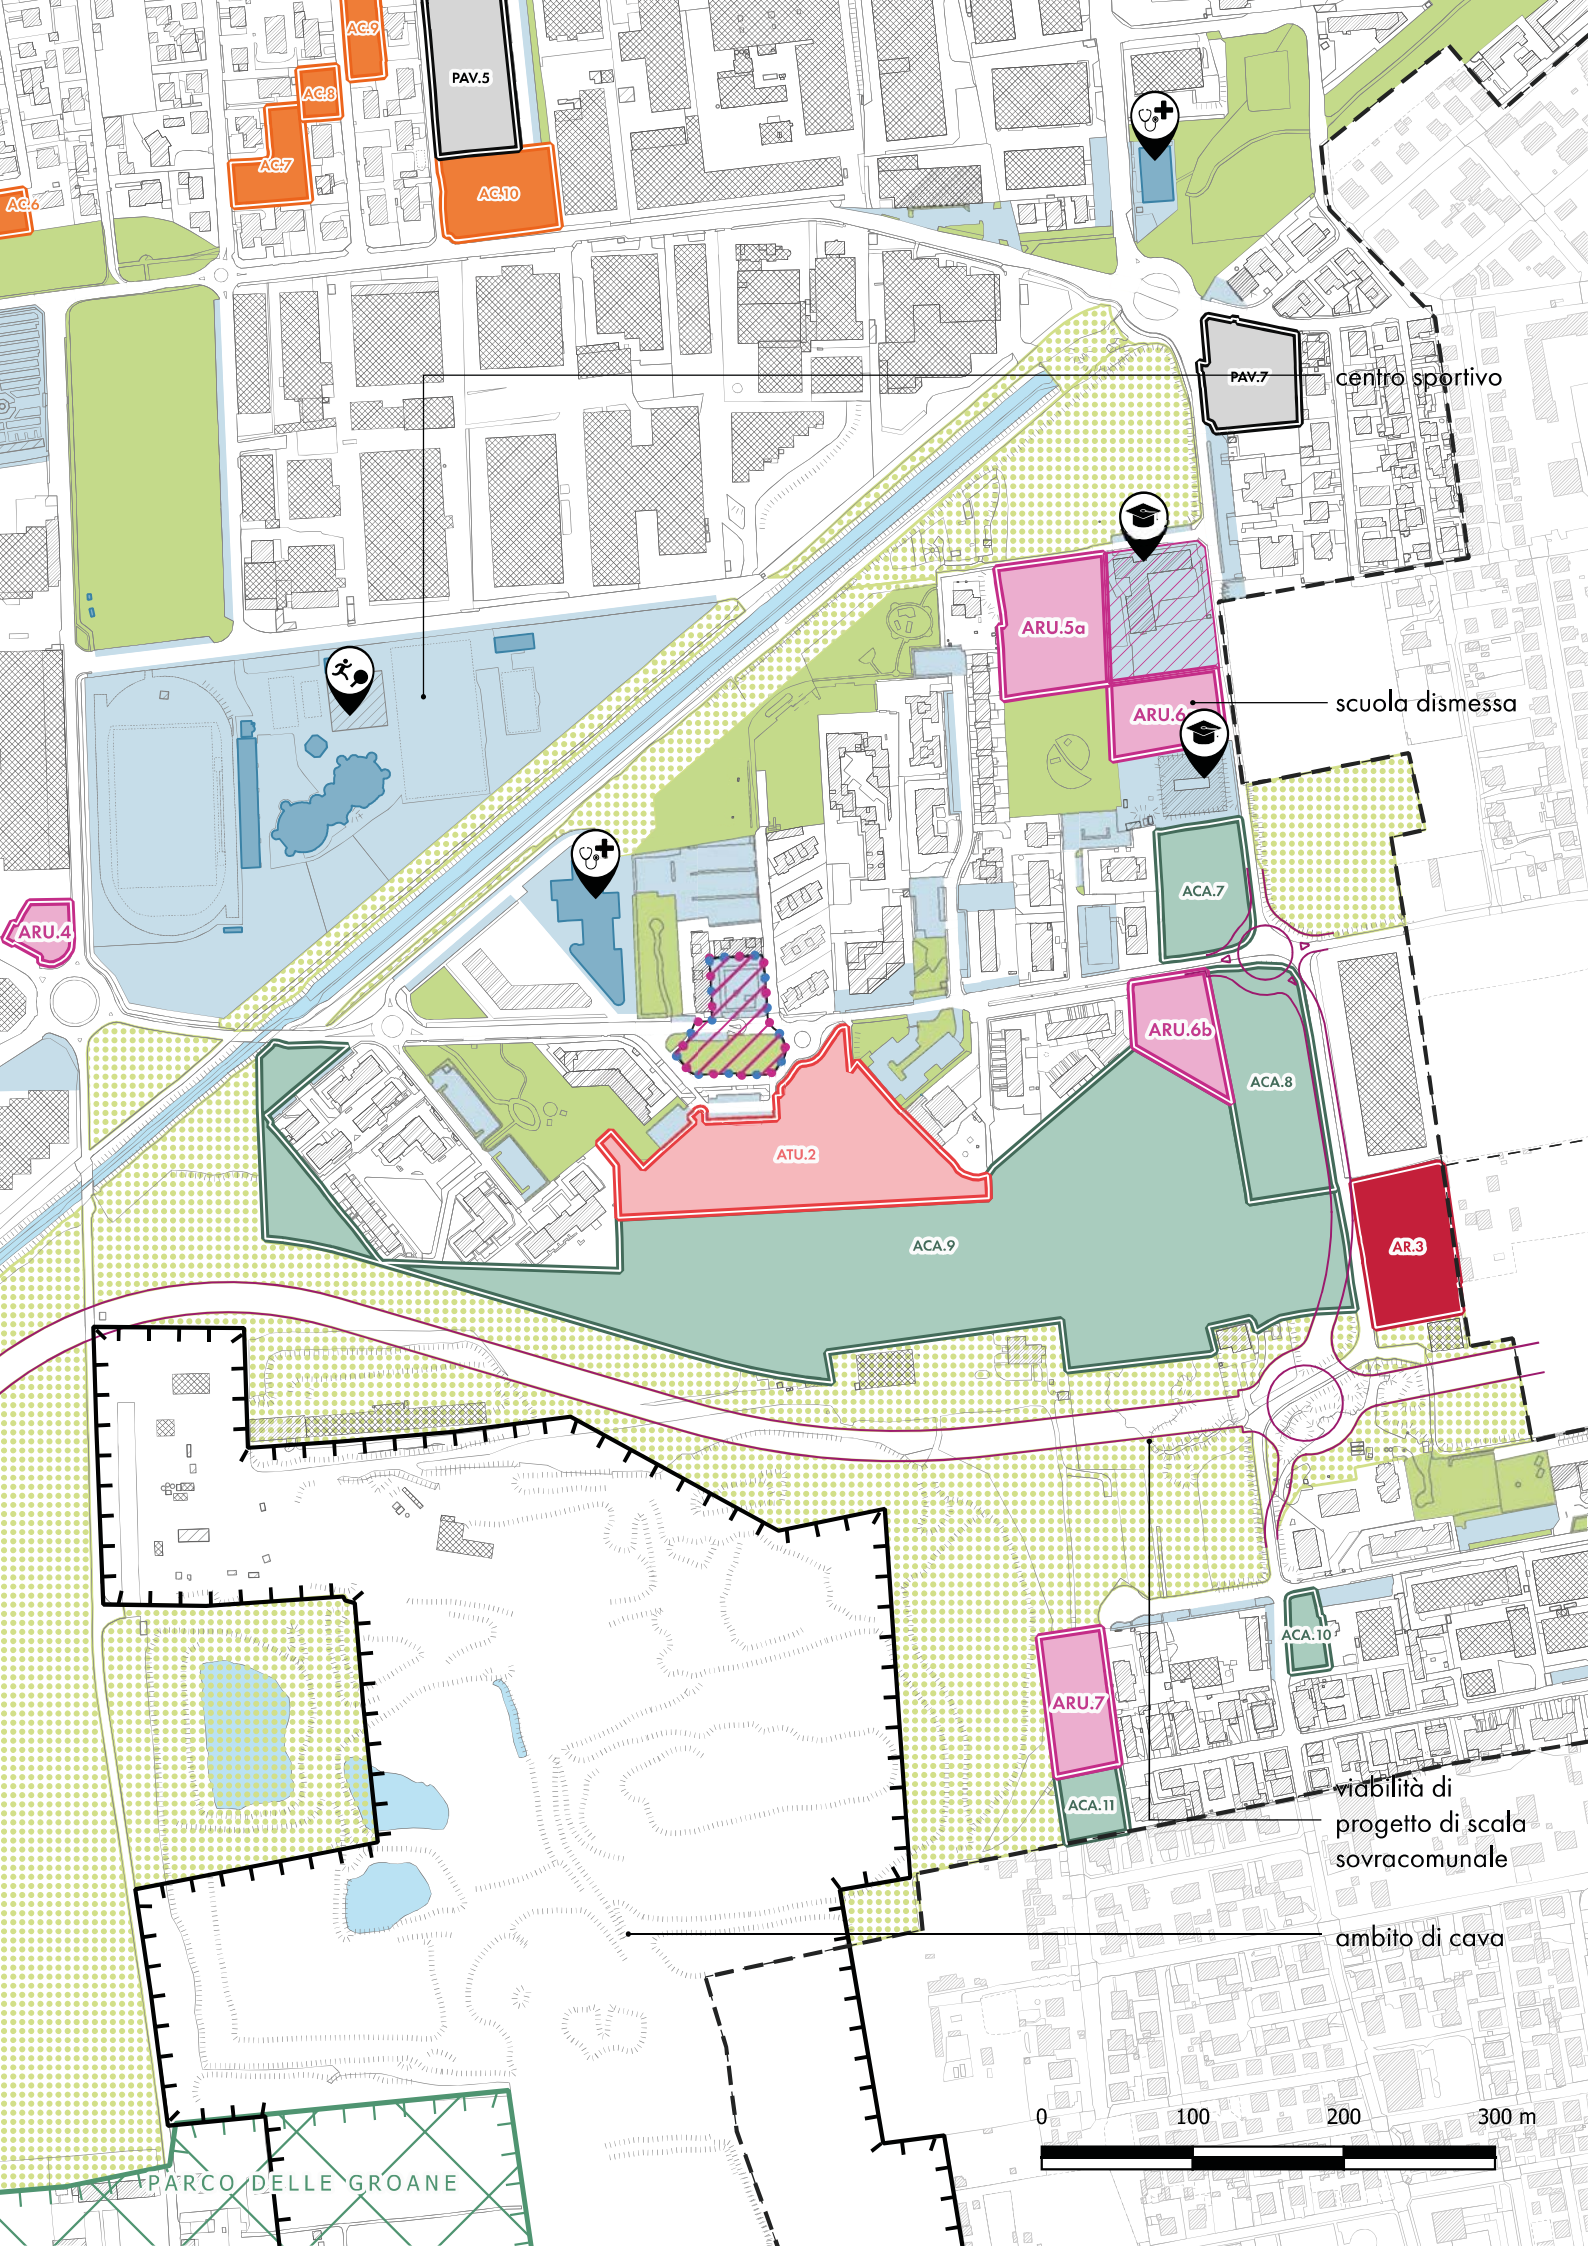 AC.9
PAV.5
AC.8
AC.7
AC.10
AC.6
PAV.7
centro sportivo
ARU.5a
scuola dismessa
ARU.6
ACA.7
ARU.4
ARU.6b
ACA.8
ATU.2
ACA.9
AR.3
ACA.10
ARU.7
ACA.11
viabilità di
progetto di scala
sovracomunale
ambito di cava
0 100 200 300 m
PARCO DELLE GROANE